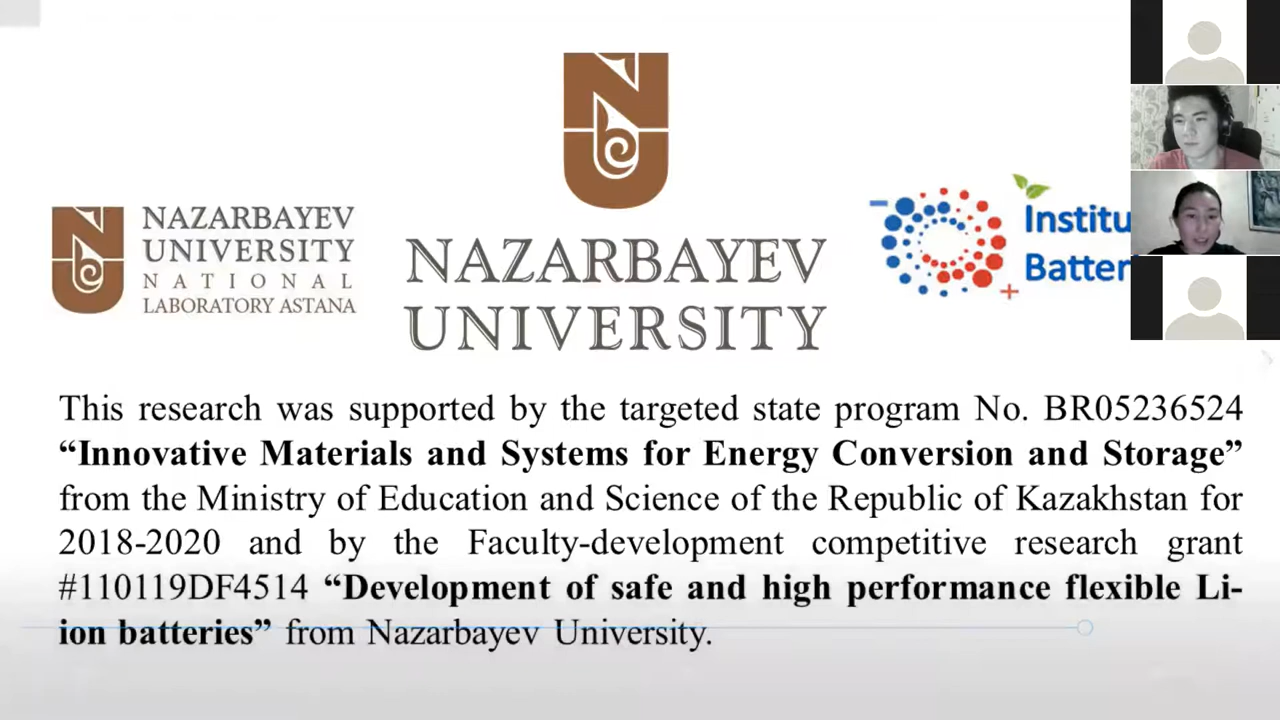 NAZARBAYEV
UNIVERSITY
NATIONAL
LABORATORY ASTANA
NAZARBAYEV
UNIVERSITY
This research was supported by the targeted state program No. BR05236524
“Innovative Materials and Systems for Energy Conversion and Storage”
from the Ministry of Education and Science of the Republic of Kazakhstan for
2018-2020 and by the Faculty-development competitive research grant
#110119DF4514 “Development of safe and high performance flexible Li-
ion batteries” from Nazarbayev University.